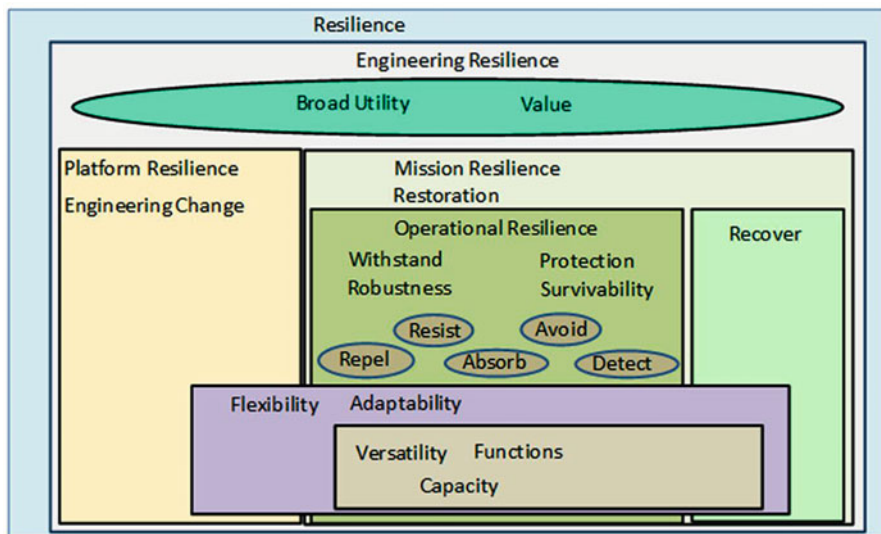 Resilience
Engineering Resilience
Broad Utility Value
Platform Resilience
Engineering Change
Mission Resilience
Restoration
Operational Resilience
Withstand Protection
Robustness Survivability
Resist Avoid
Repel Absorb Detect
Recover
Flexibility Adaptability
Versatility Functions
Capacity